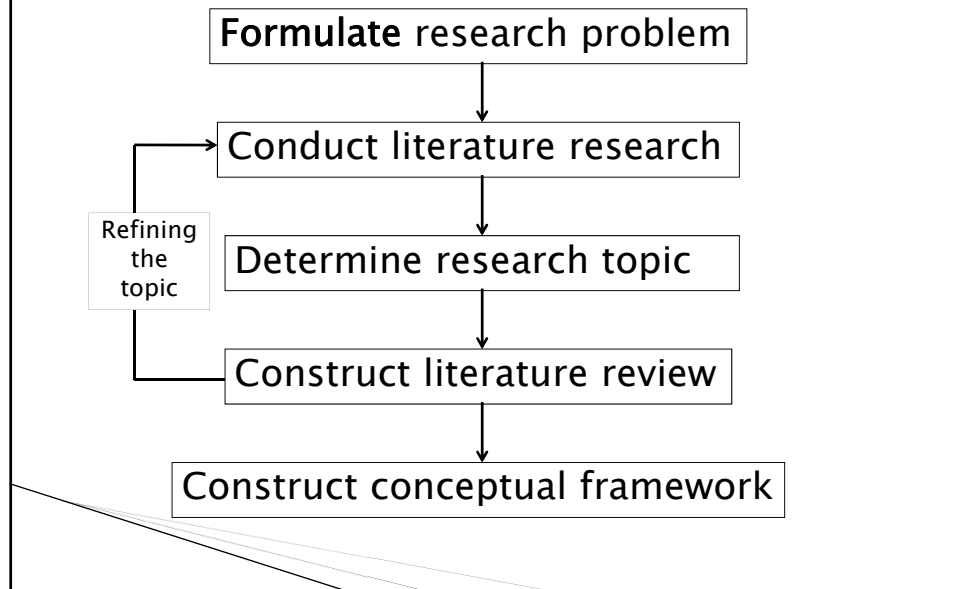 Formulate research problem
Conduct literature research
Refining
the
topic
Determine research topic
Construct literature review
Construct conceptual framework